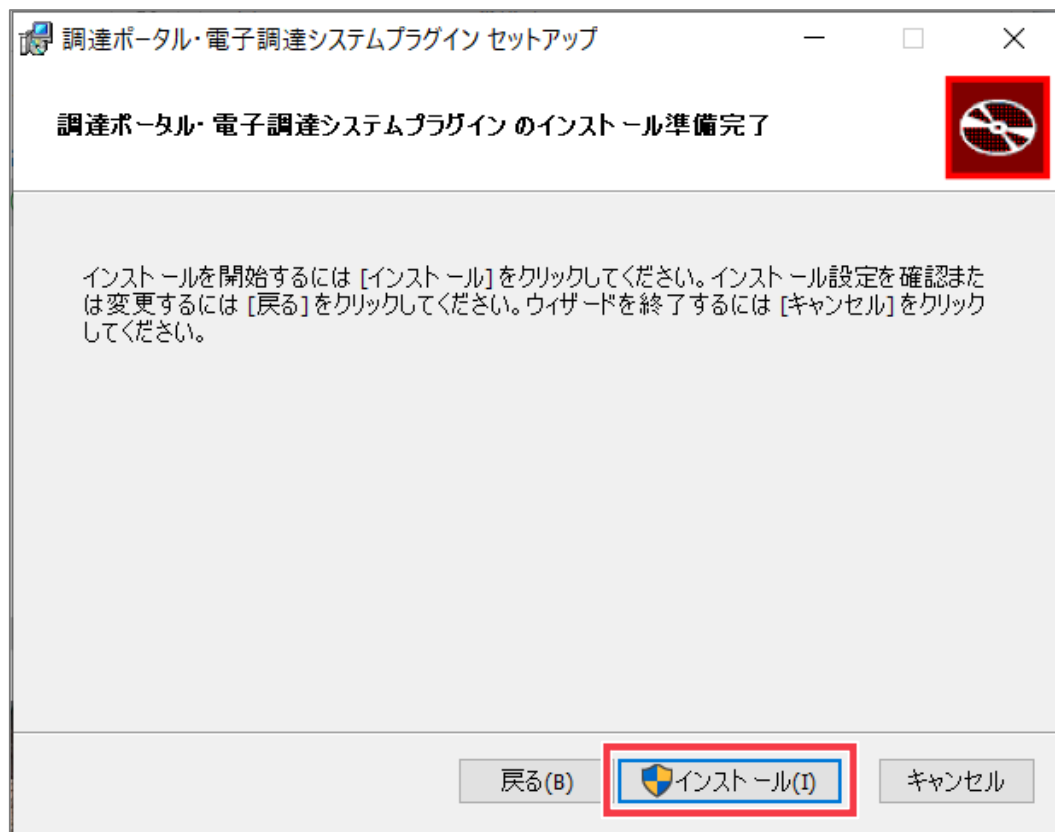 調達ポータル・電子調達システムプラグイン セットアップ
調達ポータル・電子調達システムプラグイン のインストール準備完了
インストールを開始するには [インストール] をクリックしてください。インストール設定を確認また
は変更するには [戻る] をクリックしてください。ウィザードを終了するには [キャンセル] をクリック
してください。
戻る(B) インストール(I) キャンセル